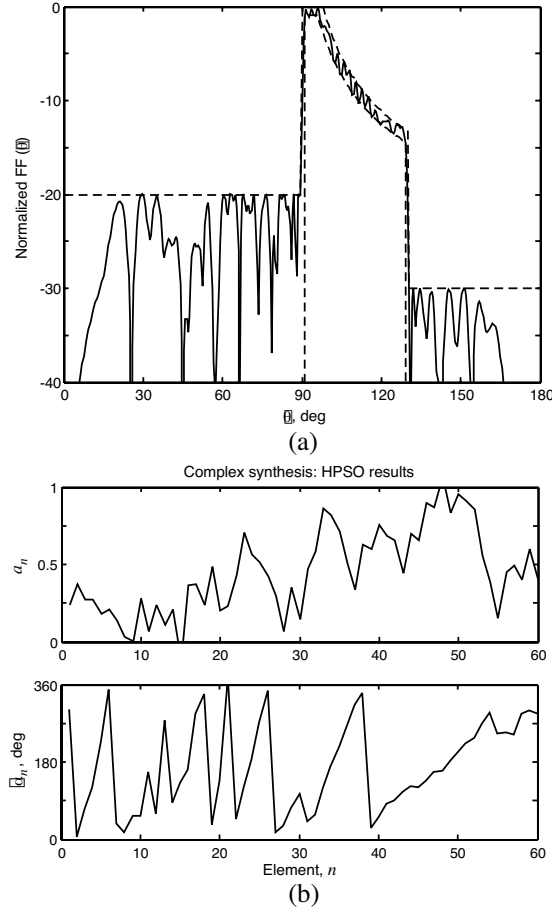 0
-10
-20
-30
-40
Normalized FF ( )
0 30 60 90 120 150 180
, deg
(a)
Complex synthesis: HPSO results
1
0.5
0
a_n
0 10 20 30 40 50 60
360
180
0
n, deg
0 10 20 30 40 50 60
Element, n
(b)